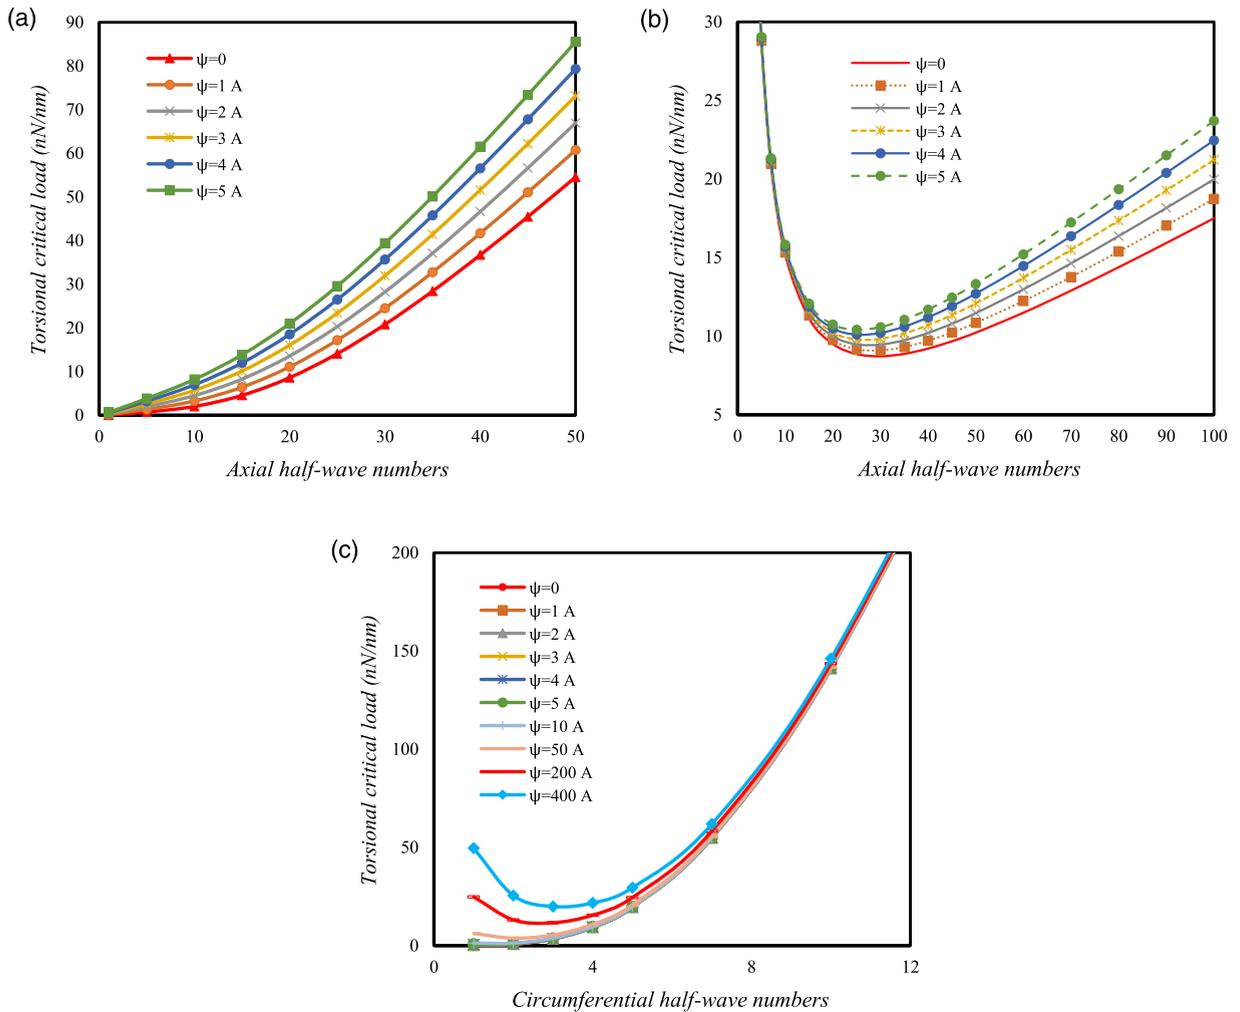 (a)
Torsional critical load (nN/nm)
90
80
70
60
50
40
30
20
10
0
ψ=0
ψ=1 A
ψ=2 A
ψ=3 A
ψ=4 A
ψ=5 A
0 10 20 30 40 50
Axial half-wave numbers
(b)
Torsional critical load (nN/nm)
30
25
20
15
10
5
ψ=0
ψ=1 A
ψ=2 A
ψ=3 A
ψ=4 A
ψ=5 A
0 10 20 30 40 50 60 70 80 90 100
Axial half-wave numbers
(c)
Torsional critical load (nN/nm)
200
150
100
50
0
ψ=0
ψ=1 A
ψ=2 A
ψ=3 A
ψ=4 A
ψ=5 A
ψ=10 A
ψ=50 A
ψ=200 A
ψ=400 A
0 4 8 12
Circumferential half-wave numbers